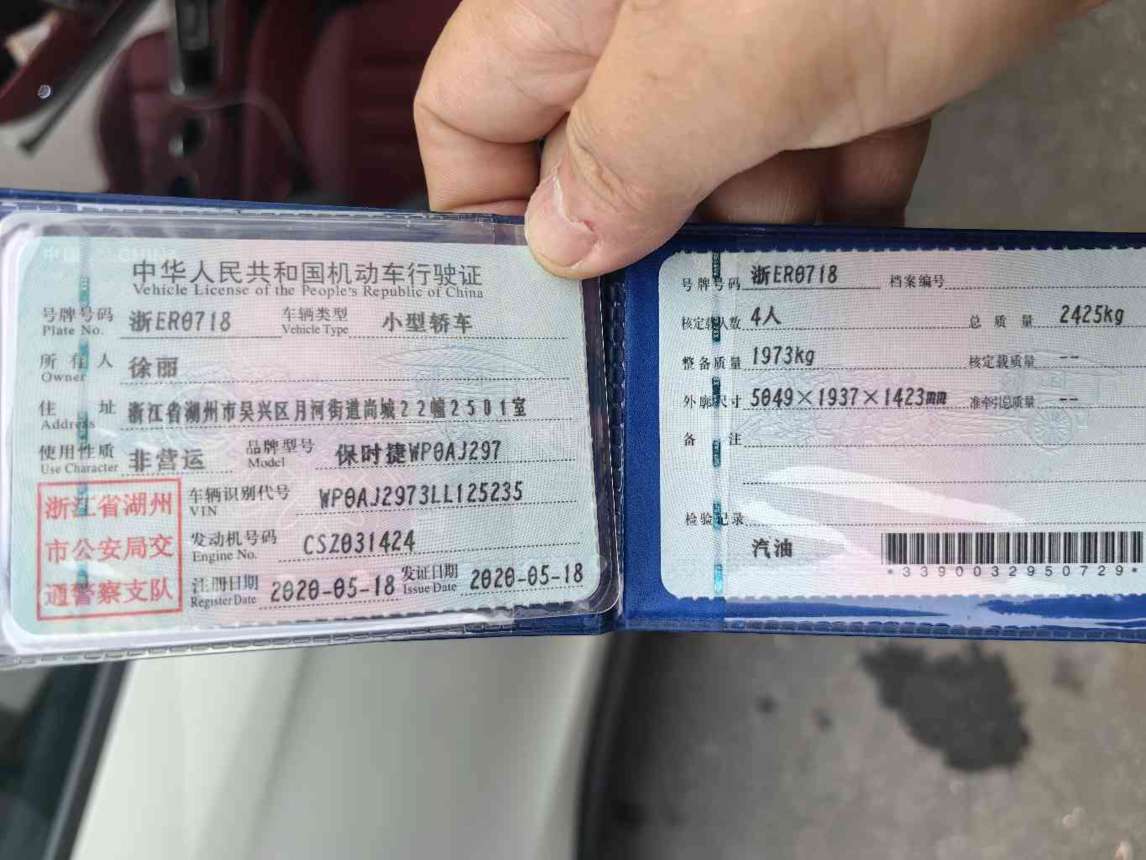 中华人民共和国机动车行驶证
Vehicle License of the People's Republic of China
号牌号码 浙ER0718 车辆类型 小型轿车
Plate No. Vehicle Type
所有人 徐丽
Owner
住址 浙江省湖州市吴兴区月河街道尚城22幢2501室
Address
使用性质 非营运 品牌型号 保时捷WP0AJ297
Use Character Model
浙江省湖州
市公安局交
通警察支队
车辆识别代号 WP0AJ2973LL125235
VIN
发动机号码 CSZ031424
Engine No.
注册日期 2020-05-18 发证日期 2020-05-18
Register Date Issue Date
号牌号码 浙ER0718 档案编号
核定载人数 4人 总质量 2425kg
整备质量 1973kg 核定载质量 --
外廓尺寸 5049×1937×1423mm 准牵引总质量 --
备注
检验记录
汽油
*3390032950729*